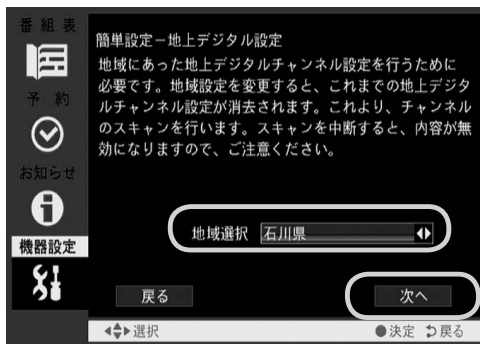 番組表
予約
お知らせ
機器設定
簡単設定－地上デジタル設定
地域にあった地上デジタルチャンネル設定を行うために
必要です。地域設定を変更すると、これまでの地上デジタ
ルチャンネル設定が消去されます。これより、チャンネル
のスキャンを行います。スキャンを中断すると、内容が無
効になりますので、ご注意ください。
地域選択 石川県
戻る 次へ
選択 決定 戻る